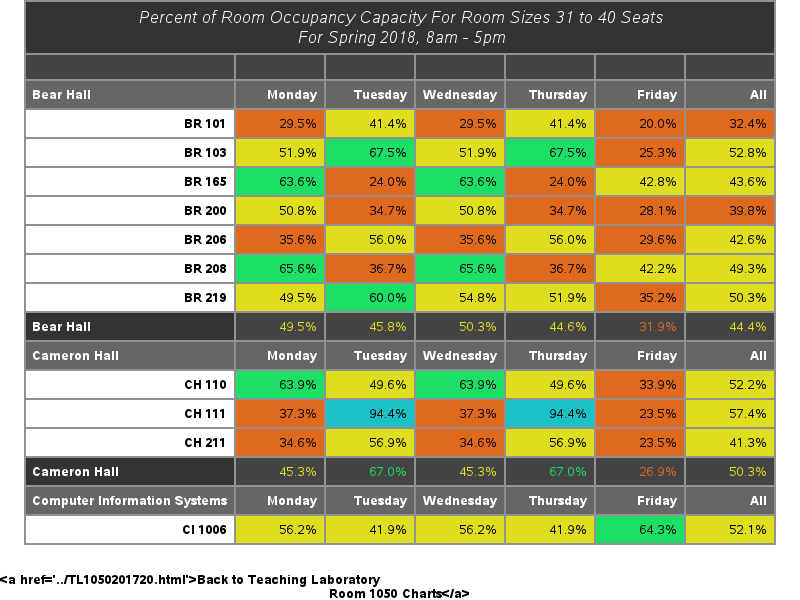 Percent of Room Occupancy Capacity For Room Sizes 31 to 40 Seats
For Spring 2018, 8am - 5pm
Bear Hall Monday Tuesday Wednesday Thursday Friday All
BR 101 29.5% 41.4% 29.5% 41.4% 20.0% 32.4%
BR 103 51.9% 67.5% 51.9% 67.5% 25.3% 52.8%
BR 165 63.6% 24.0% 63.6% 24.0% 42.8% 43.6%
BR 200 50.8% 34.7% 50.8% 34.7% 28.1% 39.8%
BR 206 35.6% 56.0% 35.6% 56.0% 29.6% 42.6%
BR 208 65.6% 36.7% 65.6% 36.7% 42.2% 49.3%
BR 219 49.5% 60.0% 54.8% 51.9% 35.2% 50.3%
Bear Hall 49.5% 45.8% 50.3% 44.6% 31.9% 44.4%
Cameron Hall Monday Tuesday Wednesday Thursday Friday All
CH 110 63.9% 49.6% 63.9% 49.6% 33.9% 52.2%
CH 111 37.3% 94.4% 37.3% 94.4% 23.5% 57.4%
CH 211 34.6% 56.9% 34.6% 56.9% 23.5% 41.3%
Cameron Hall 45.3% 67.0% 45.3% 67.0% 26.9% 50.3%
Computer Information Systems Monday Tuesday Wednesday Thursday Friday All
CI 1006 56.2% 41.9% 56.2% 41.9% 64.3% 52.1%
<a href='../TL1050201720.html'>Back to Teaching Laboratory
Room 1050 Charts</a>